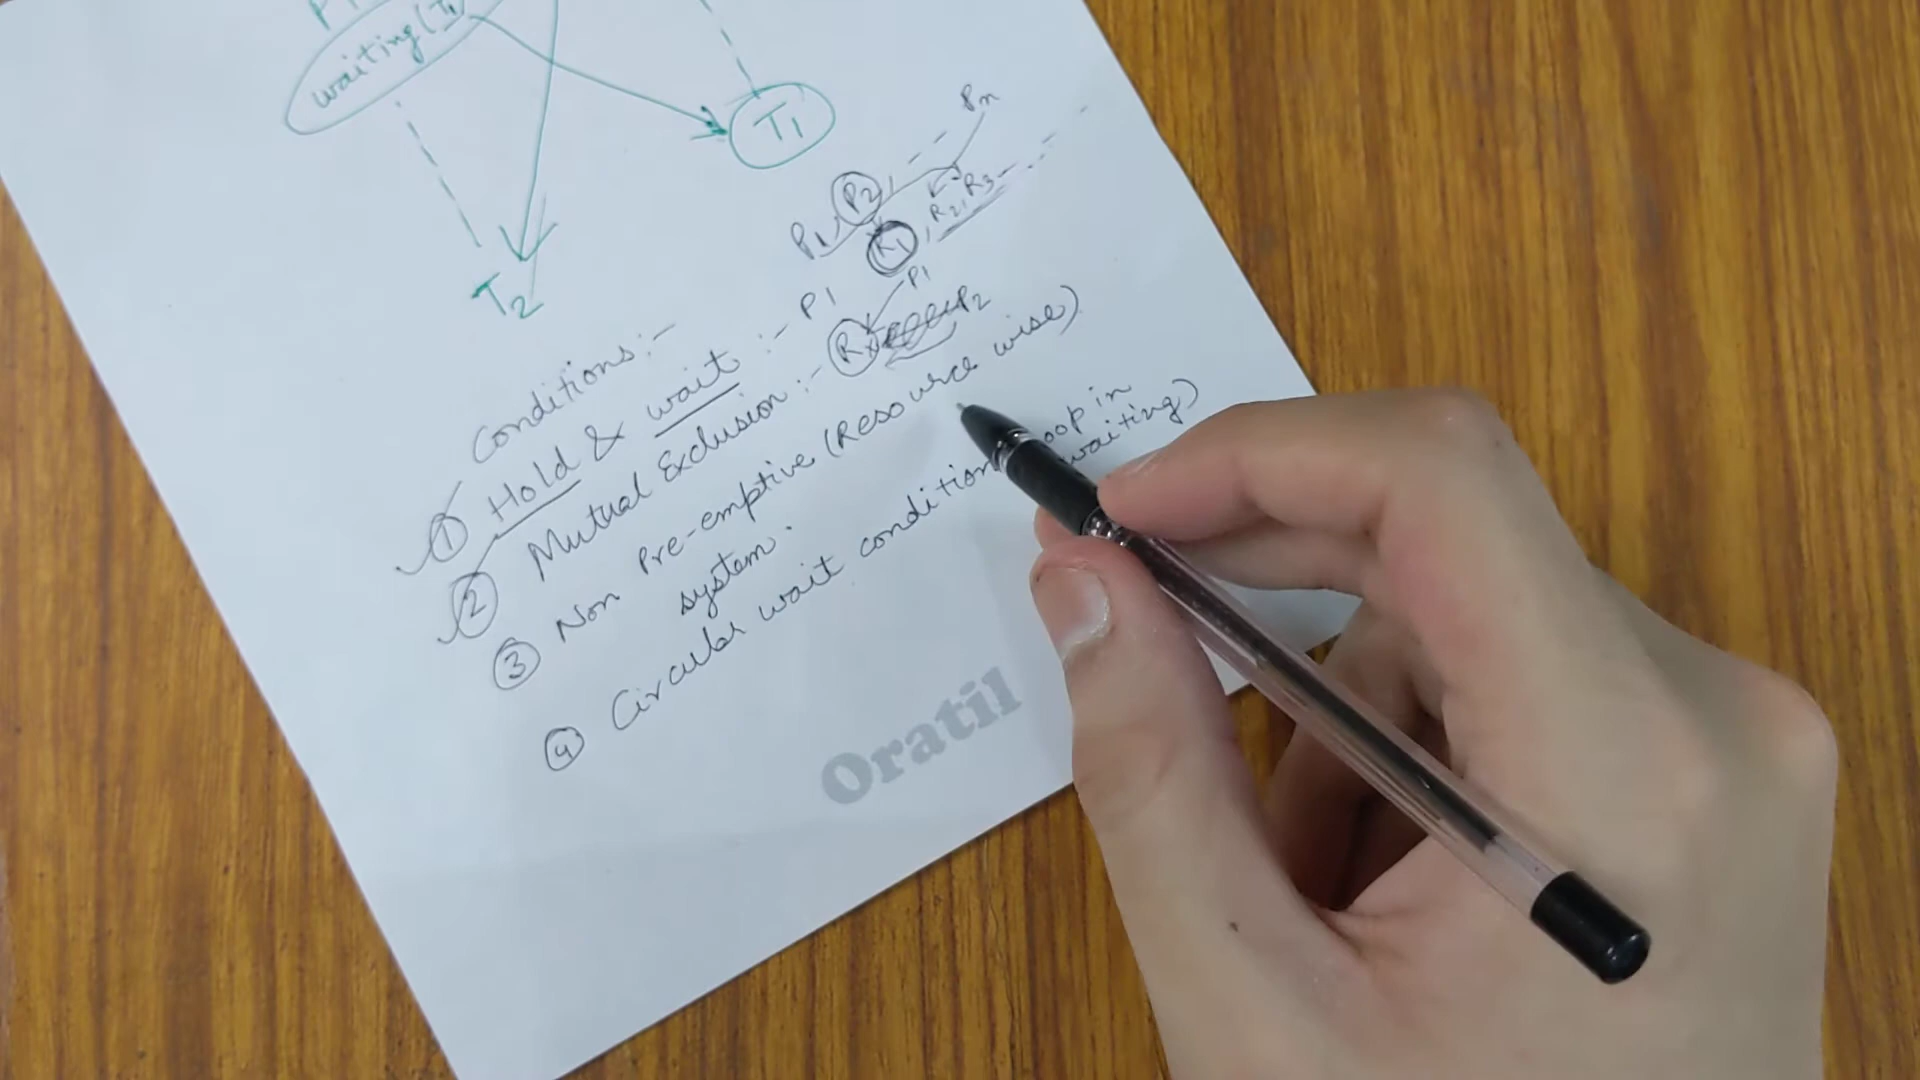 waiting (T1)
T1
T2
Pn
P2
P1
R1, R2, R3
Conditions :-
① Hold & wait :- P1
② Mutual Exclusion :- R P1
P2
③ Non Pre-emptive (Resource wise)
system.
④ Circular wait condition oop in
waiting)
Oratil